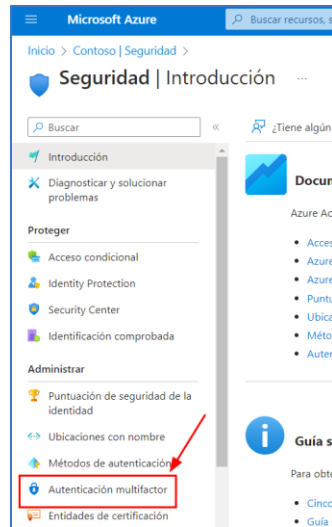 Microsoft Azure
Buscar recursos, s
Inicio > Contoso | Seguridad >
Seguridad | Introducción ...
Buscar
«
¿Tiene algún
Introducción
Diagnosticar y solucionar
problemas
Proteger
Acceso condicional
Identity Protection
Security Center
Identificación comprobada
Administrar
Puntuación de seguridad de la
identidad
Ubicaciones con nombre
Métodos de autenticación
Autenticación multifactor
Entidades de certificación
Docum
Azure Ac
Acces
Azure
Azure
Puntu
Ubica
Méto
Auten
Guía s
Para obte
Cinco
Guía